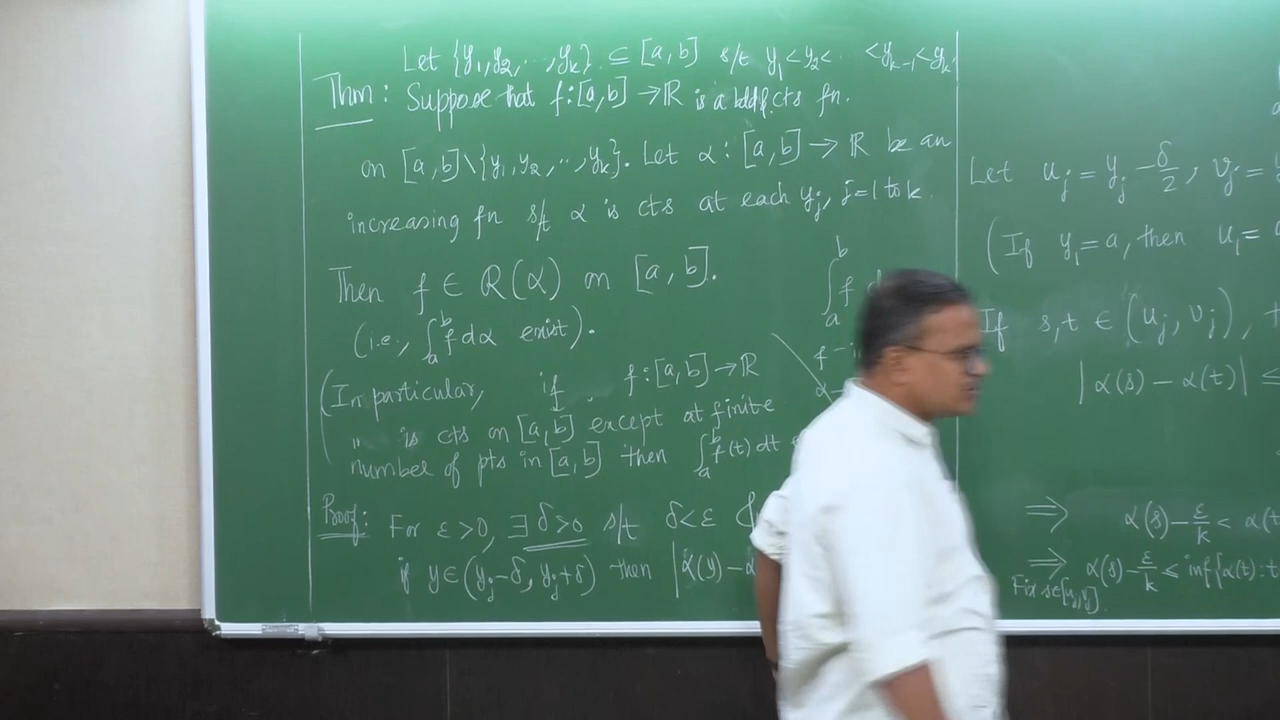 Let {y₁,y₂,...,yₖ} ⊆ [a,b] s/t y₁<y₂<.. <yₖ₋₁<yₖ.
Thm: Suppose that f:[a,b] →ℝ is a bdd f. cts fn.
on [a,b]\{y₁,y₂,..,yₖ}. Let α:[a,b] → ℝ be an
increasing fn s/t α is cts at each yⱼ, j=1 to k.
Then f ∈ R(α) on [a,b].
(i.e., ∫ₐᵇ f dα exist).
(In particular, if f:[a,b] →ℝ
" is cts on [a,b] except at finite
number of pts in [a,b] then ∫ₐᵇ f(t) dt
Proof: For ε>0, ∃ δ>0 s/t δ<ε &
if y∈(yⱼ-δ, yⱼ+δ) then |α(y)-α
∫ₐᵇ f d
f
α
Let uⱼ = yⱼ - δ/2, vⱼ =
(If y₁=a, then u₁=
If s,t ∈ (uⱼ, vⱼ),
|α(s) - α(t)| ≤
⟹ α(s)-ε/k < α(t
⟹ α(s)-ε/k ≤ inf{α(t):t
Fix s∈[uⱼ,vⱼ]